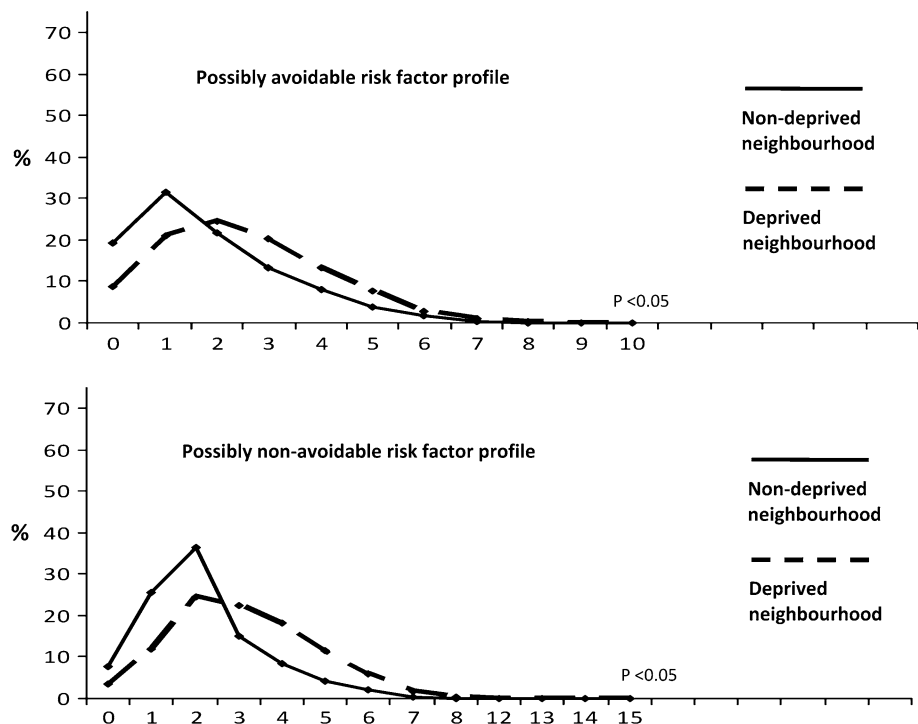 70
Possibly avoidable risk factor profile
60
50
Non-deprived
neighbourhood
%
40
30
Deprived
neighbourhood
20
10
P <0.05
0
0 1 2 3 4 5 6 7 8 9 10
70
Possibly non-avoidable risk factor profile
60
50
Non-deprived
neighbourhood
%
40
30
Deprived
neighbourhood
20
10
P <0.05
0
0 1 2 3 4 5 6 7 8 12 13 14 15